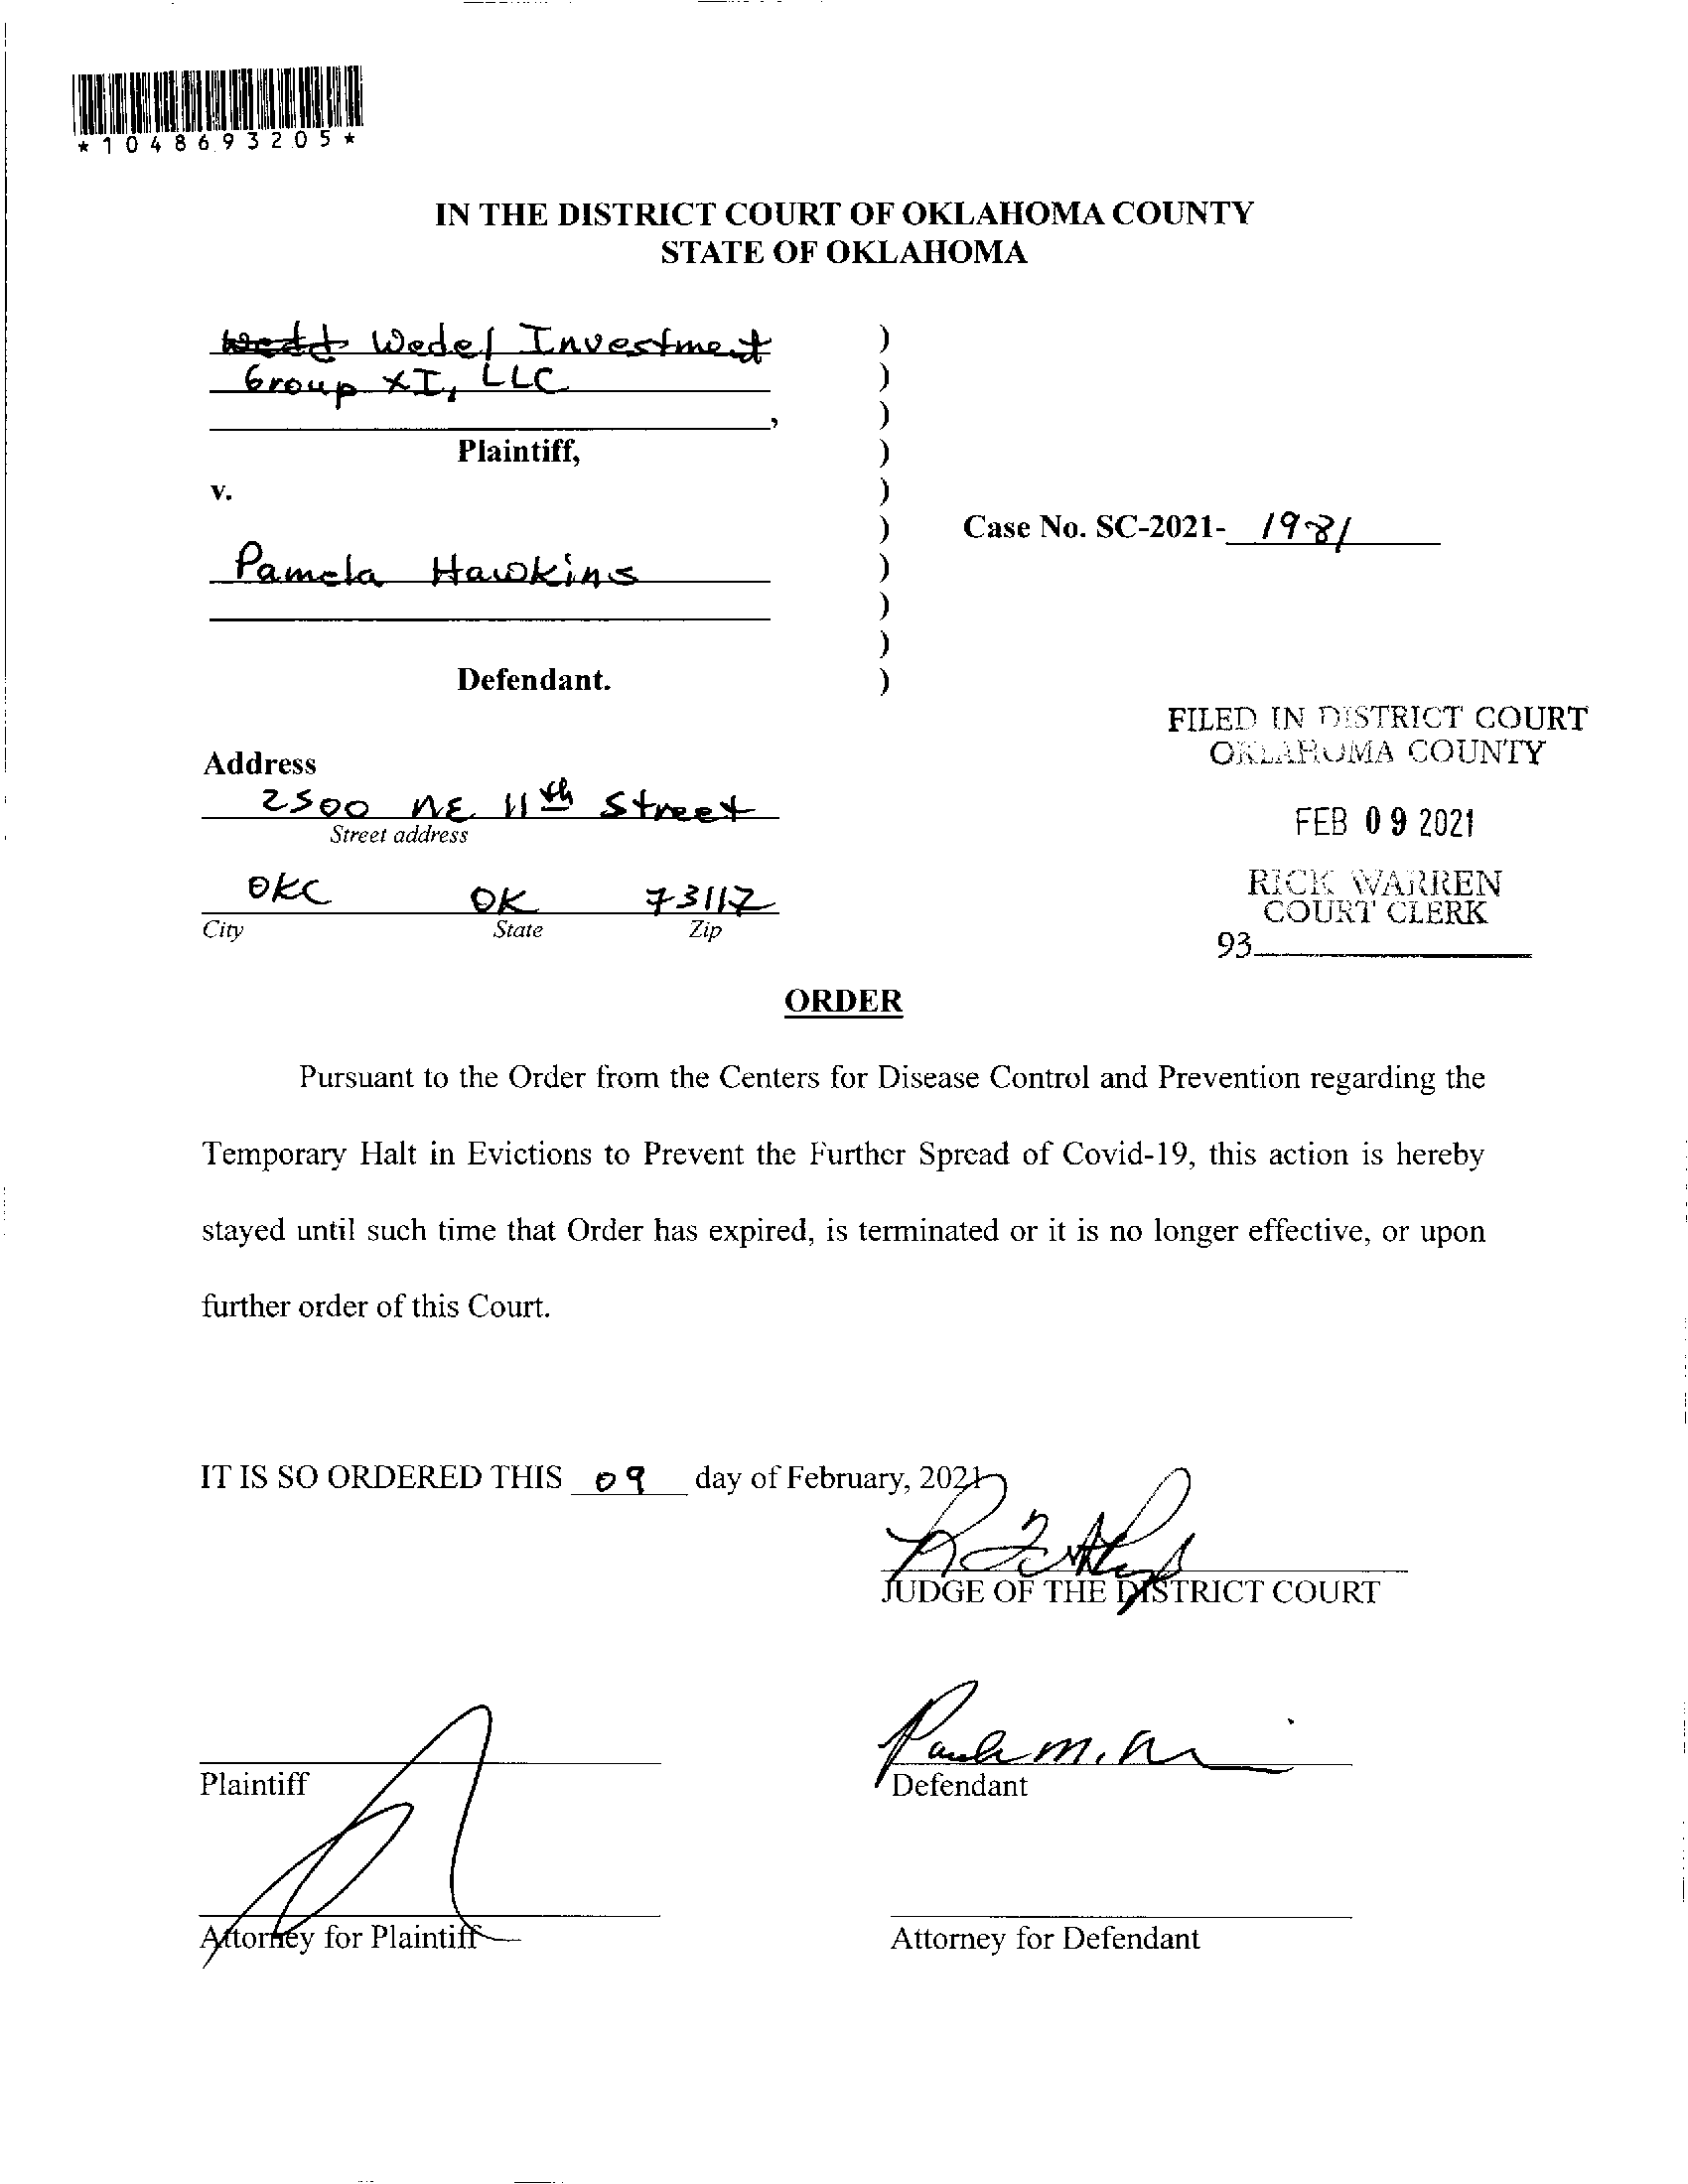 *1048693205*
IN THE DISTRICT COURT OF OKLAHOMA COUNTY
STATE OF OKLAHOMA
Wedel Investment )
Group XI, LLC )
, )
Plaintiff, )
v. )
) Case No. SC-2021- 1981
Pamela Hawkins )
)
)
Defendant. )
FILED IN DISTRICT COURT
OKLAHOMA COUNTY
FEB 09 2021
RICK WARREN
COURT CLERK
93
Address
2500 NE 11th Street
Street address
OKC OK 73117
City State Zip
ORDER
Pursuant to the Order from the Centers for Disease Control and Prevention regarding the
Temporary Halt in Evictions to Prevent the Further Spread of Covid-19, this action is hereby
stayed until such time that Order has expired, is terminated or it is no longer effective, or upon
further order of this Court.
IT IS SO ORDERED THIS 09 day of February, 2021
JUDGE OF THE DISTRICT COURT
Plaintiff
Defendant
Attorney for Plaintiff
Attorney for Defendant